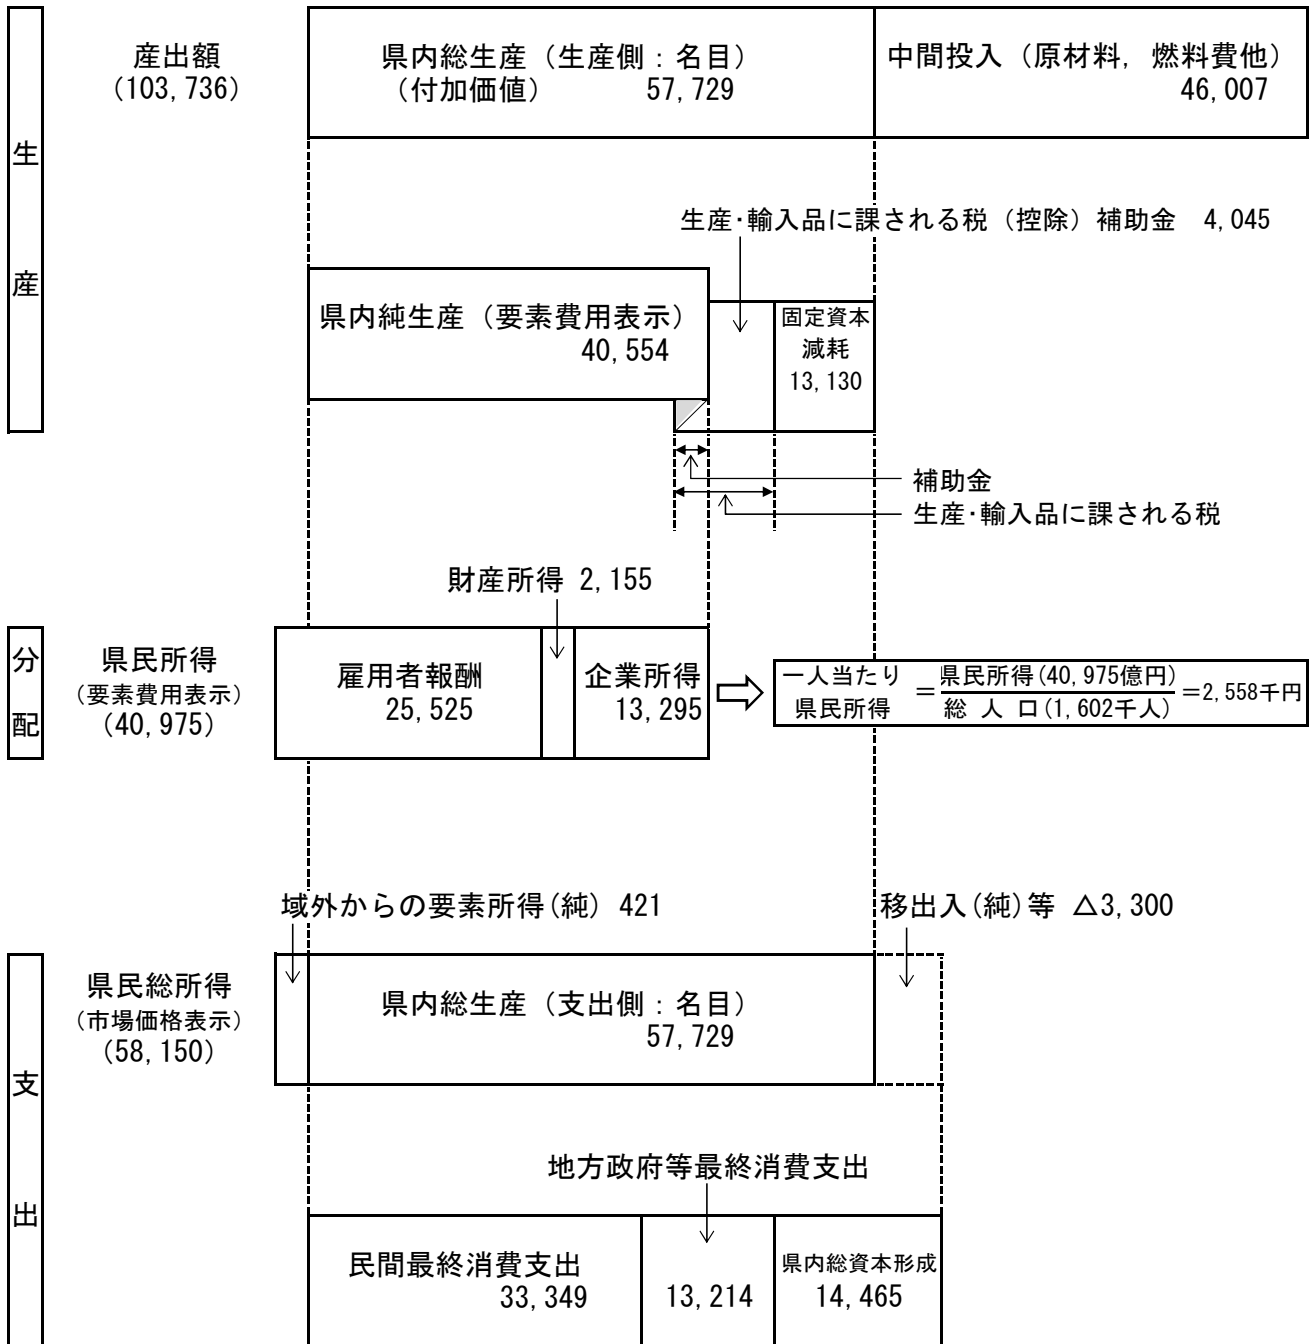 生産
産出額
(103,736)
県内総生産（生産側：名目）
（付加価値） 57,729
中間投入（原材料，燃料費他）
46,007
生産・輸入品に課される税（控除）補助金 4,045
県内純生産（要素費用表示）
40,554
固定資本
減耗
13,130
補助金
生産・輸入品に課される税
分配
財産所得 2,155
県民所得
（要素費用表示）
(40,975)
雇用者報酬
25,525
企業所得
13,295
一人当たり
県民所得
＝
県民所得(40,975億円)
総人口(1,602千人)
＝2,558千円
支出
域外からの要素所得(純) 421
移出入(純)等 △3,300
県民総所得
（市場価格表示）
(58,150)
県内総生産（支出側：名目）
57,729
地方政府等最終消費支出
民間最終消費支出
33,349
13,214
県内総資本形成
14,465